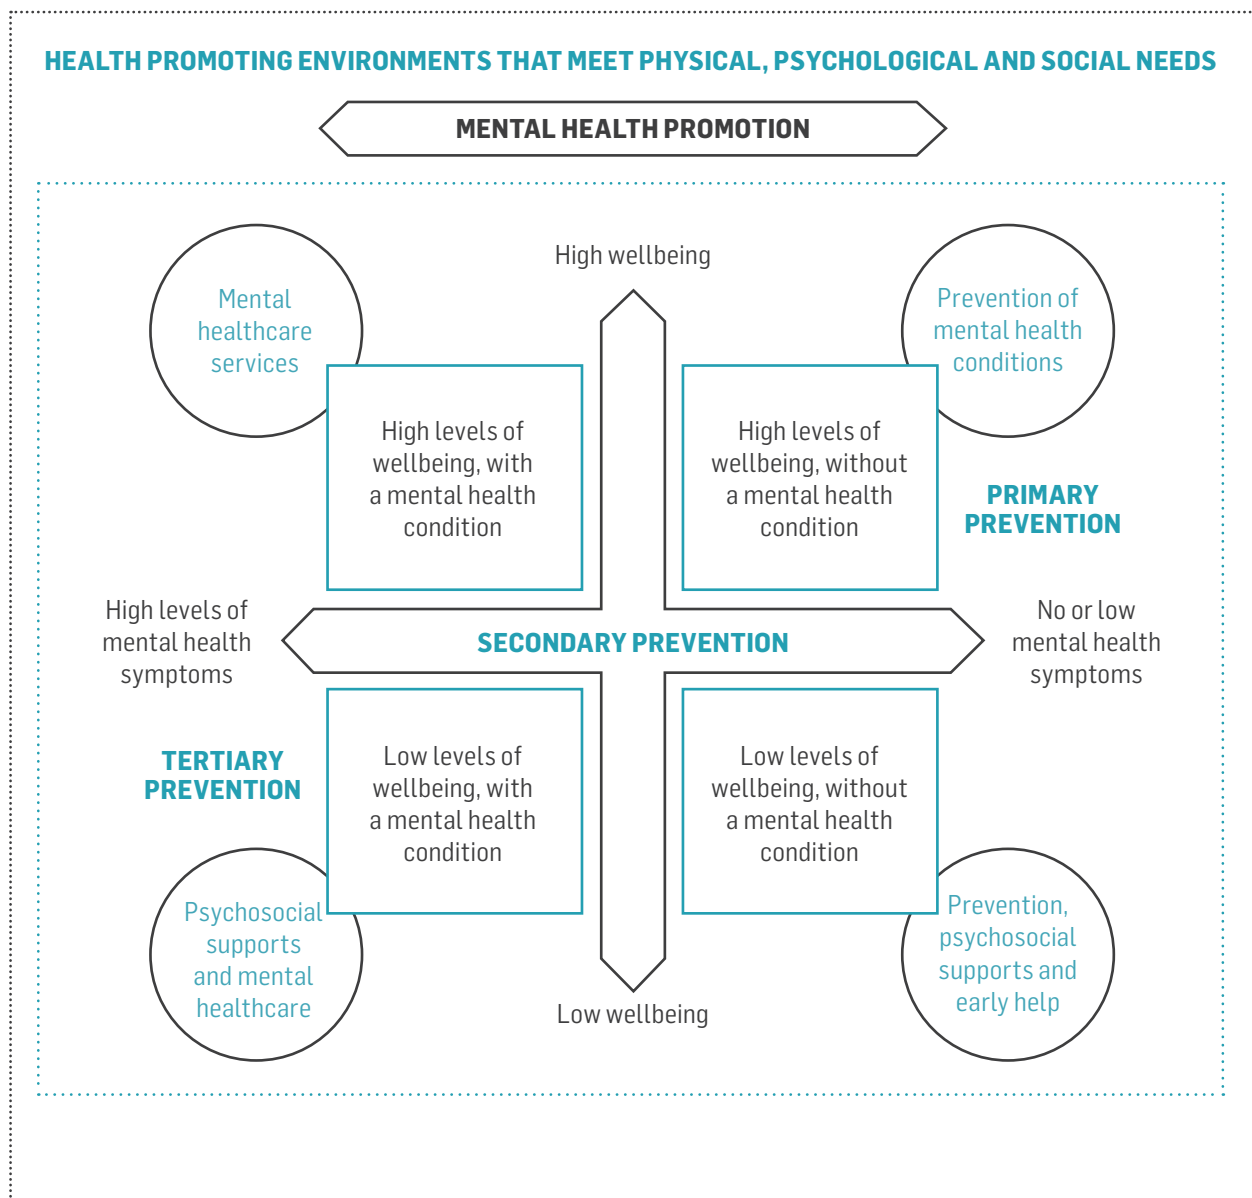 HEALTH PROMOTING ENVIRONMENTS THAT MEET PHYSICAL, PSYCHOLOGICAL AND SOCIAL NEEDS
MENTAL HEALTH PROMOTION
High wellbeing
Mental
healthcare
services
Prevention of
mental health
conditions
High levels of
wellbeing, with
a mental health
condition
High levels of
wellbeing, without
a mental health
condition
PRIMARY
PREVENTION
High levels of
mental health
symptoms
SECONDARY PREVENTION
No or low
mental health
symptoms
TERTIARY
PREVENTION
Low levels of
wellbeing, with
a mental health
condition
Low levels of
wellbeing, without
a mental health
condition
Psychosocial
supports
and mental
healthcare
Prevention,
psychosocial
supports and
early help
Low wellbeing